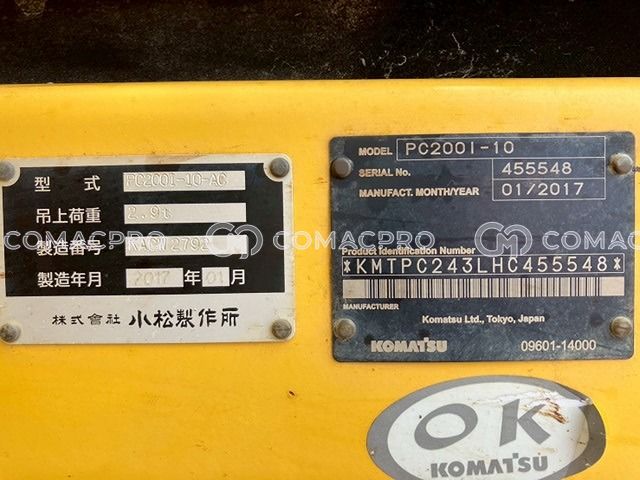 型 式 PC200I-10-AC
吊上荷重 2.9t
製造番号
製造年月 2017 年 01 月
株式會社 小松製作所
MODEL PC200I-10
SERIAL No. 455548
MANUFACT. MONTH/YEAR 01/2017
Product Identification Number
*KMTPC243LHC455548*
MANUFACTURER
Komatsu Ltd., Tokyo, Japan
KOMATSU 09601-14000
OK
KOMATSU
COMACPRO COMACPRO COMACPRO